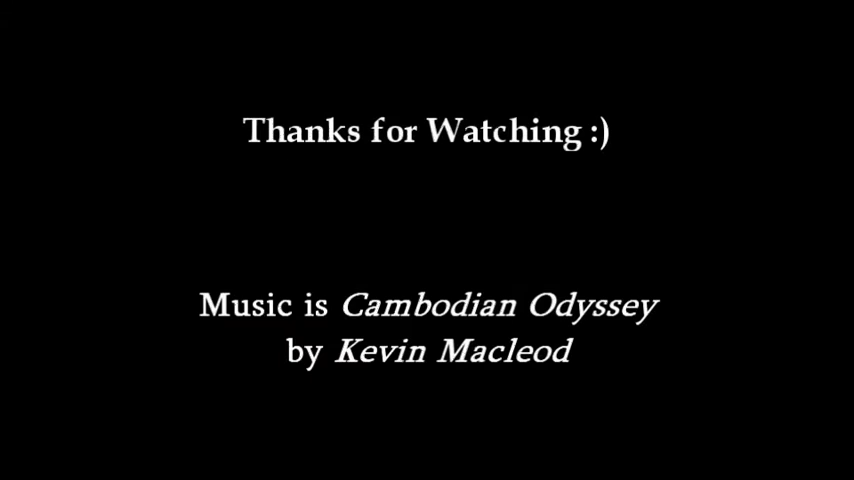 Thanks for Watching :)
Music is Cambodian Odyssey
by Kevin Macleod